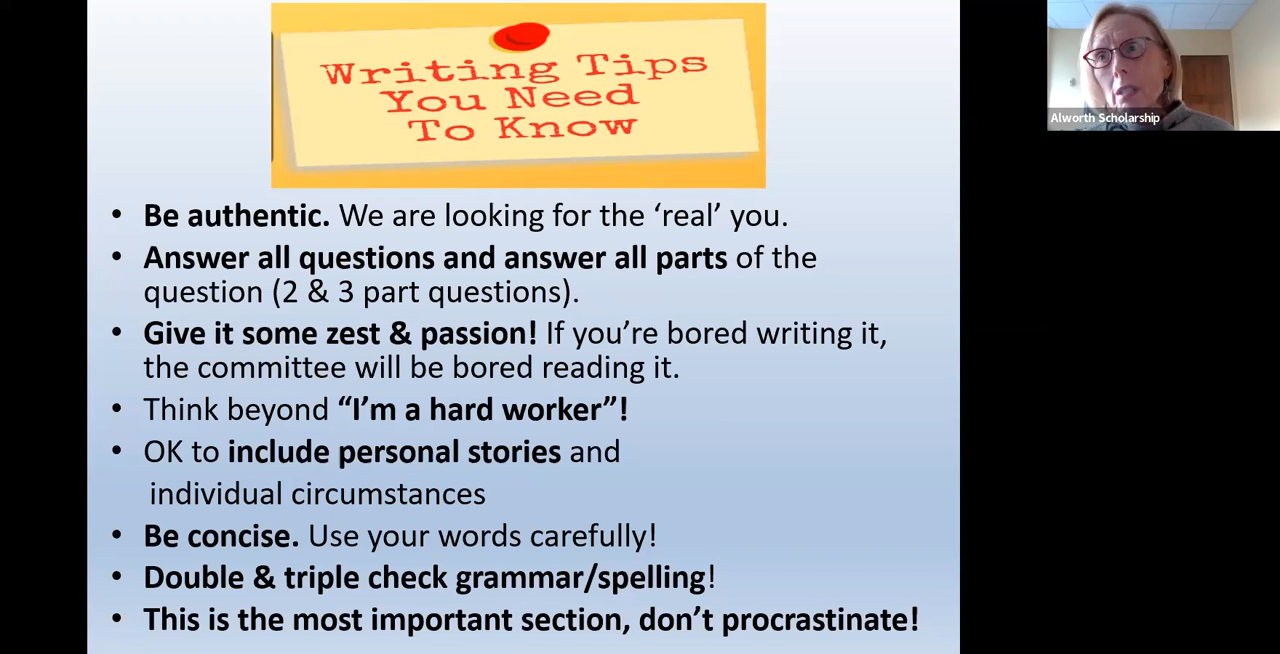 Writing Tips
You Need
To Know
Alworth Scholarship
• Be authentic. We are looking for the ‘real’ you.
• Answer all questions and answer all parts of the
question (2 & 3 part questions).
• Give it some zest & passion! If you’re bored writing it,
the committee will be bored reading it.
• Think beyond “I’m a hard worker”!
• OK to include personal stories and
individual circumstances
• Be concise. Use your words carefully!
• Double & triple check grammar/spelling!
• This is the most important section, don’t procrastinate!